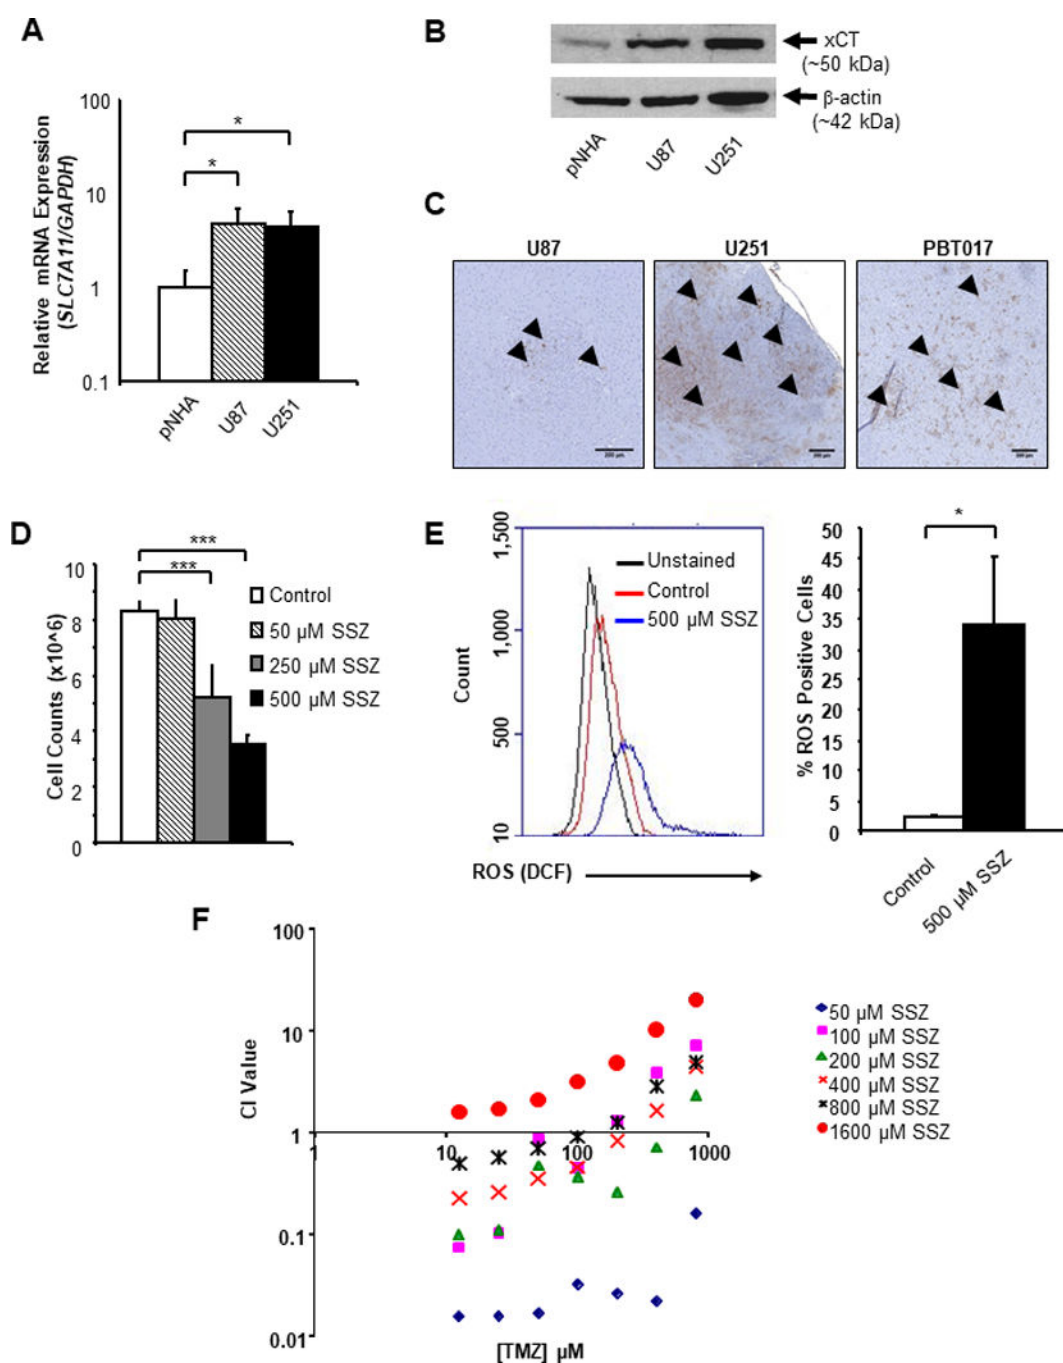 A
Relative mRNA Expression
(SLC7A11/GAPDH)
100
10
1
0.1
*
*
pNHA
U87
U251
B
xCT
(~50 kDa)
β-actin
(~42 kDa)
pNHA
U87
U251
C
U87
U251
PBT017
200 µm
D
Cell Counts (x10^6)
10
8
6
4
2
0
***
***
Control
50 µM SSZ
250 µM SSZ
500 µM SSZ
E
Count
1,500
1,000
500
10
Unstained
Control
500 µM SSZ
ROS (DCF)
% ROS Positive Cells
50
45
40
35
30
25
20
15
10
5
0
*
Control
500 µM SSZ
F
CI Value
100
10
1
0.1
0.01
1
10
100
1000
[TMZ] µM
50 µM SSZ
100 µM SSZ
200 µM SSZ
400 µM SSZ
800 µM SSZ
1600 µM SSZ